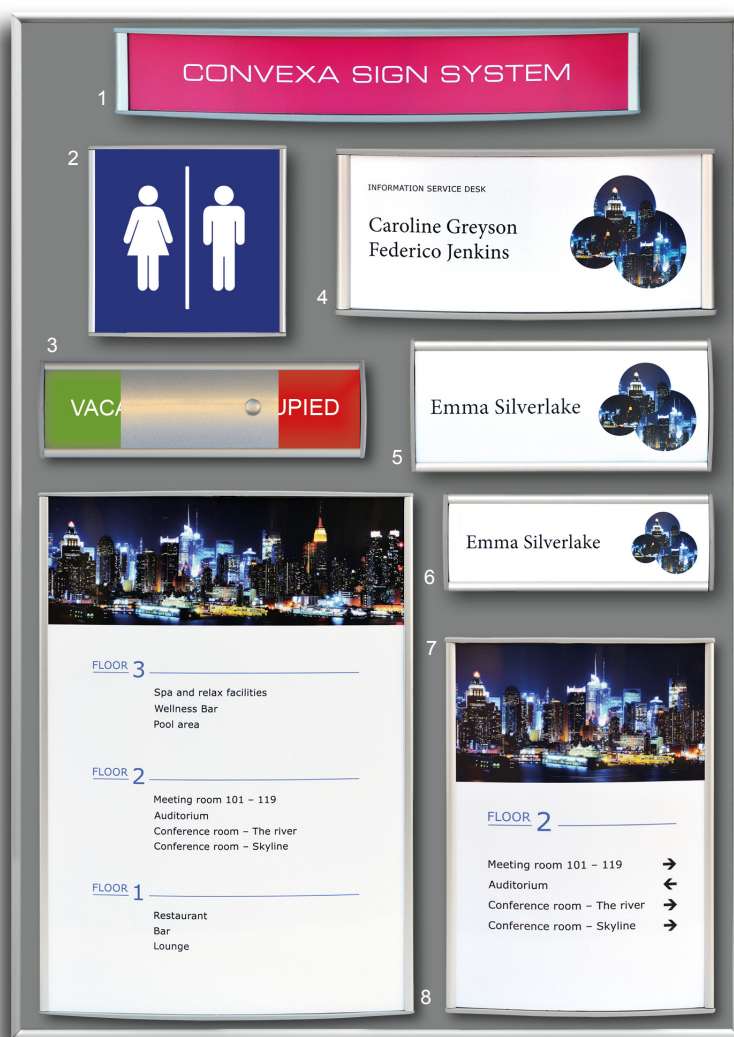 1
CONVEXA SIGN SYSTEM
2
3
VACA
UPIED
4
INFORMATION SERVICE DESK
Caroline Greyson
Federico Jenkins
5
Emma Silverlake
6
Emma Silverlake
7
FLOOR 3
Spa and relax facilities
Wellness Bar
Pool area
FLOOR 2
Meeting room 101 – 119
Auditorium
Conference room – The river
Conference room – Skyline
FLOOR 1
Restaurant
Bar
Lounge
8
FLOOR 2
Meeting room 101 – 119 →
Auditorium ←
Conference room – The river →
Conference room – Skyline →